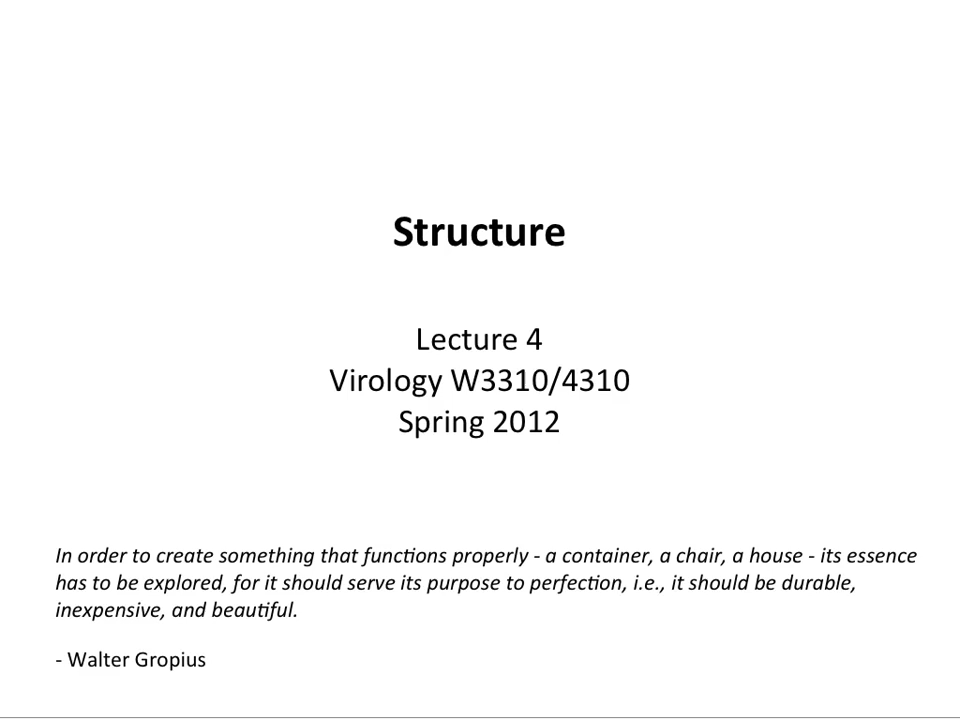 Structure
Lecture 4
Virology W3310/4310
Spring 2012
In order to create something that functions properly - a container, a chair, a house - its essence
has to be explored, for it should serve its purpose to perfection, i.e., it should be durable,
inexpensive, and beautiful.
- Walter Gropius